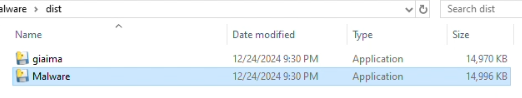 alware › dist
Search dist
Name Date modified Type Size
giaima 12/24/2024 9:30 PM Application 14,970 KB
Malware 12/24/2024 9:30 PM Application 14,996 KB